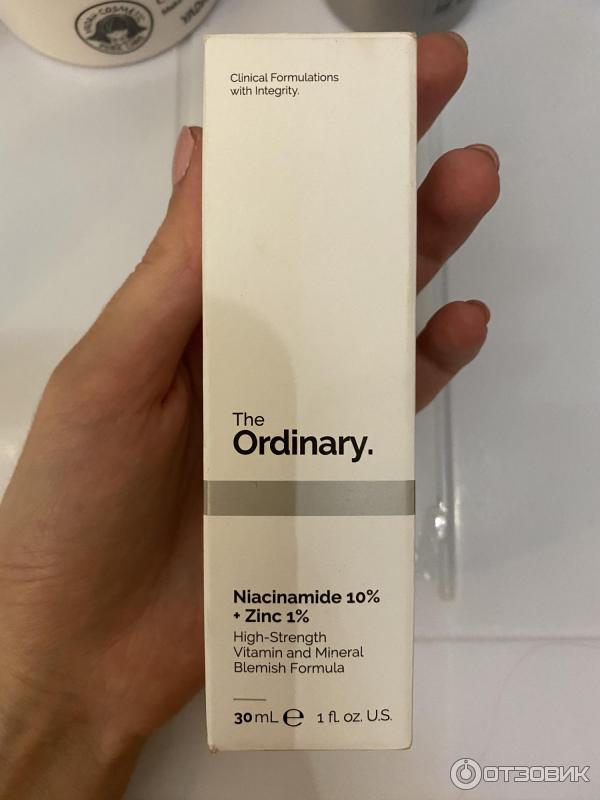 COSMETIC
Clinical Formulations
with Integrity.
The
Ordinary.
Niacinamide 10%
+ Zinc 1%
High-Strength
Vitamin and Mineral
Blemish Formula
30 mL e 1 fl. oz. U.S.
ОТЗОВИК